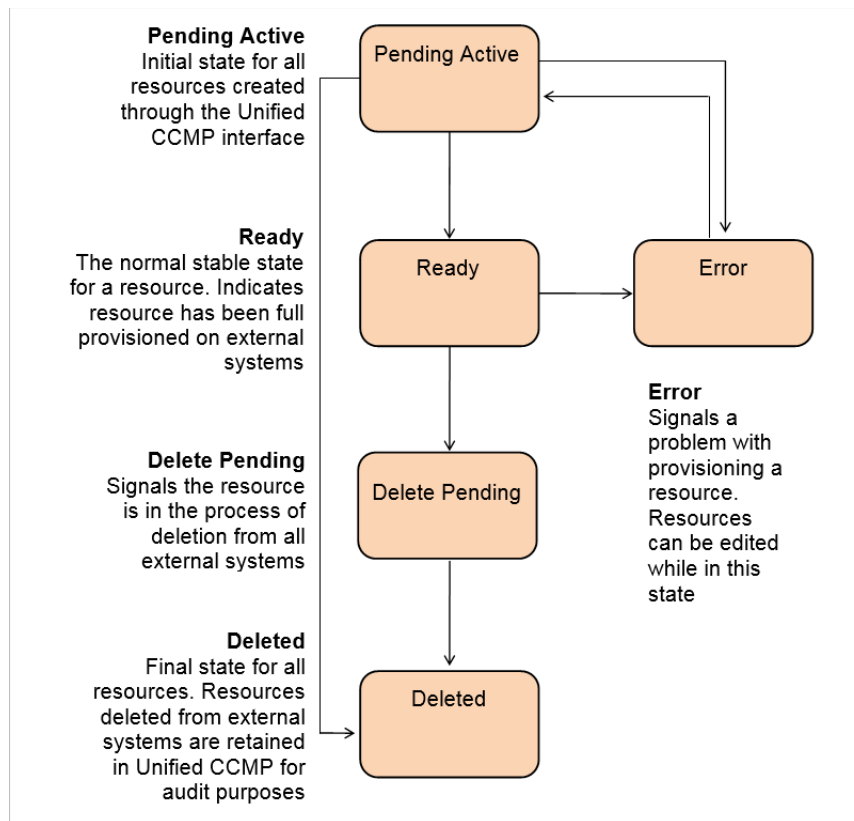 Pending Active
Initial state for all
resources created
through the Unified
CCMP interface
Pending Active
Ready
The normal stable state
for a resource. Indicates
resource has been full
provisioned on external
systems
Ready
Error
Error
Signals a
problem with
provisioning a
resource.
Resources
can be edited
while in this
state
Delete Pending
Signals the resource
is in the process of
deletion from all
external systems
Delete Pending
Deleted
Final state for all
resources. Resources
deleted from external
systems are retained
in Unified CCMP for
audit purposes
Deleted